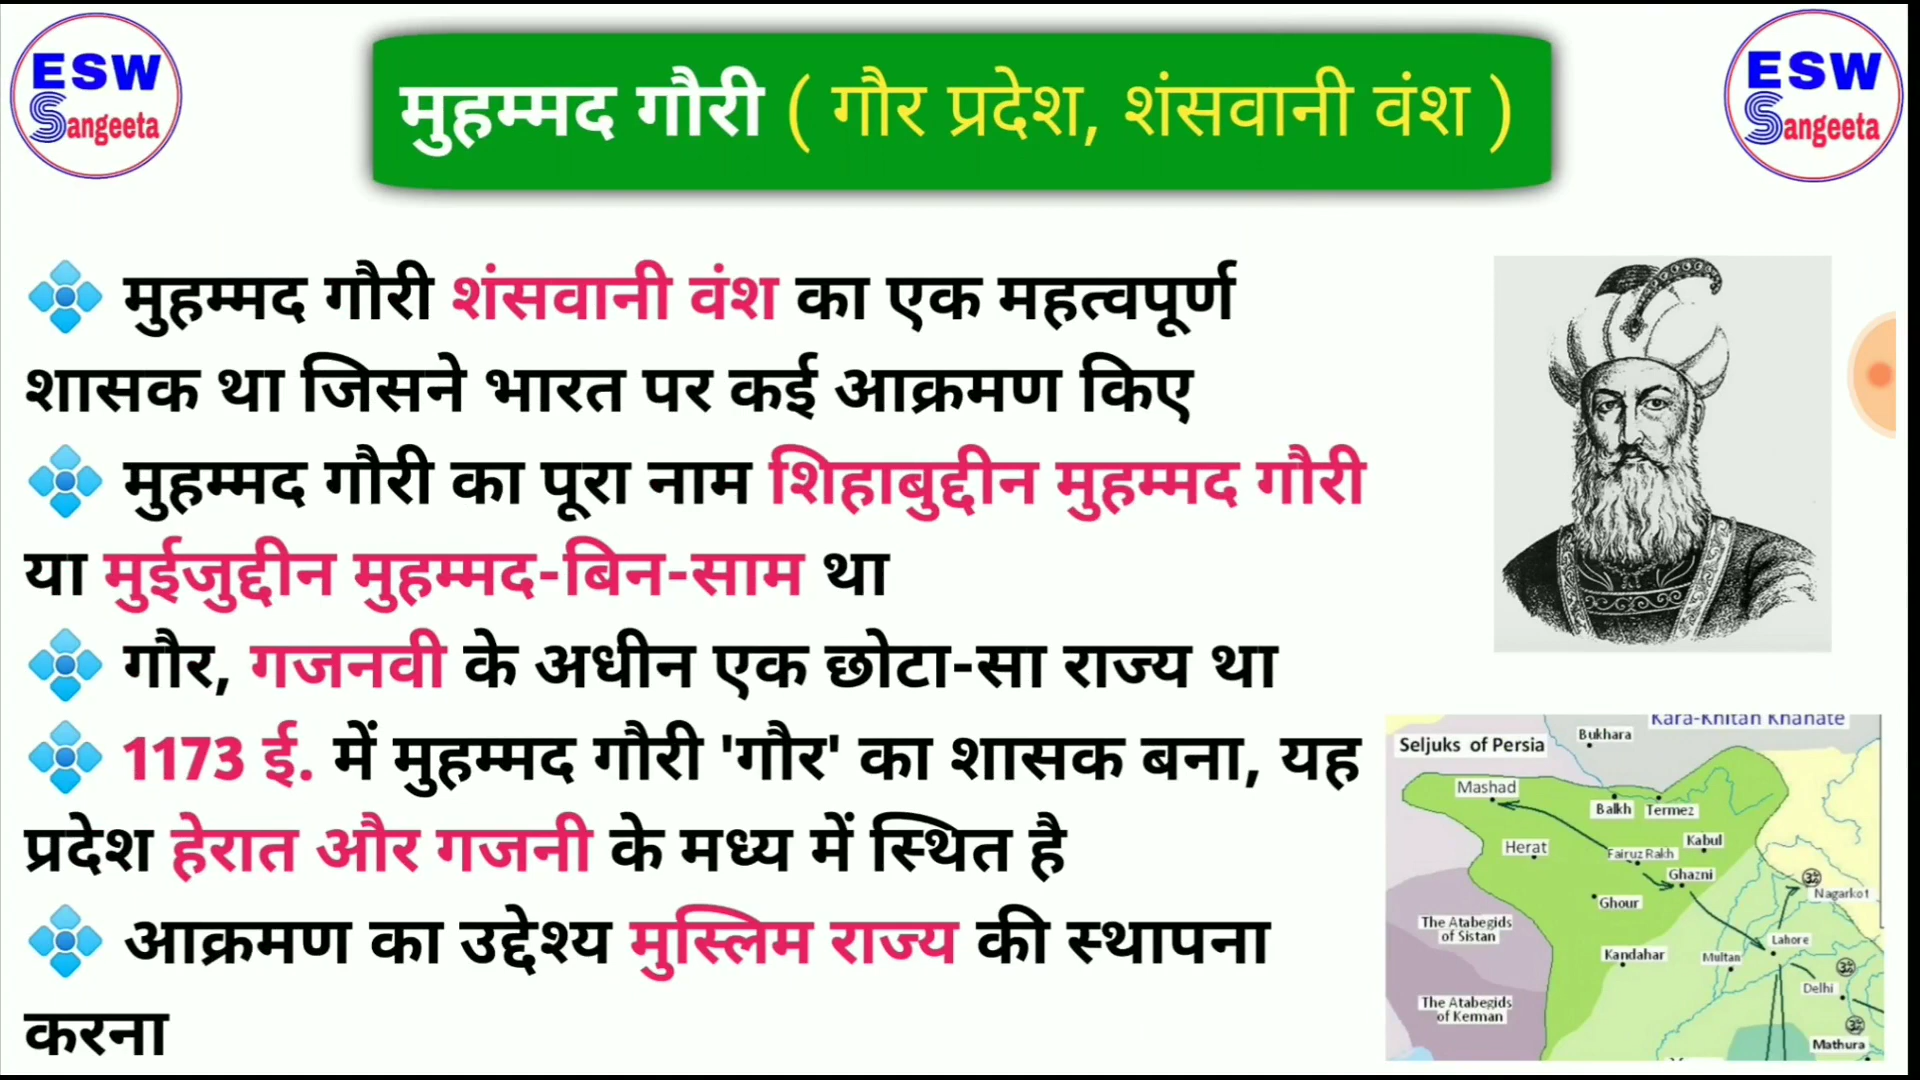 ESW
Sangeeta
मुहम्मद गौरी ( गौर प्रदेश, शंसवानी वंश )
ESW
Sangeeta
मुहम्मद गौरी शंसवानी वंश का एक महत्वपूर्ण
शासक था जिसने भारत पर कई आक्रमण किए
मुहम्मद गौरी का पूरा नाम शिहाबुद्दीन मुहम्मद गौरी
या मुईजुद्दीन मुहम्मद-बिन-साम था
गौर, गजनवी के अधीन एक छोटा-सा राज्य था
1173 ई. में मुहम्मद गौरी 'गौर' का शासक बना, यह
प्रदेश हेरात और गजनी के मध्य में स्थित है
आक्रमण का उद्देश्य मुस्लिम राज्य की स्थापना
करना
Kara-Khitan Khanate
Seljuks of Persia
Bukhara
Mashad
Balkh
Termez
Herat
Fairuz
Kabul
Ghazni
Nagarkot
Ghour
The Atabegids
of Sistan
Kandahar
Multan
Lahore
Delhi
The Atabegids
of Kerman
Mathura